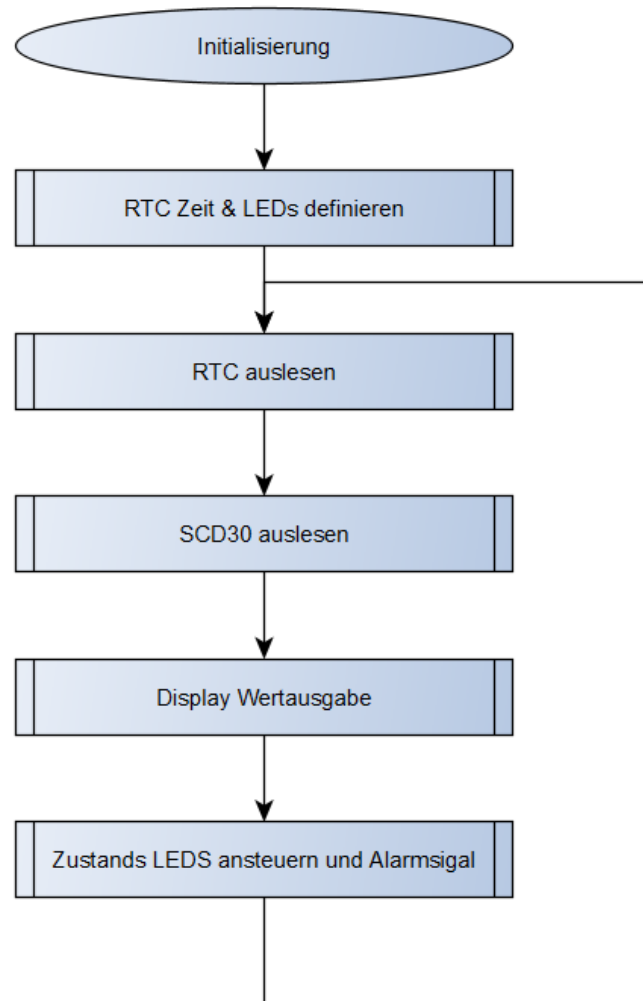 Initialisierung
RTC Zeit & LEDs definieren
RTC auslesen
SCD30 auslesen
Display Wertausgabe
Zustands LEDS ansteuern und Alarmsigal